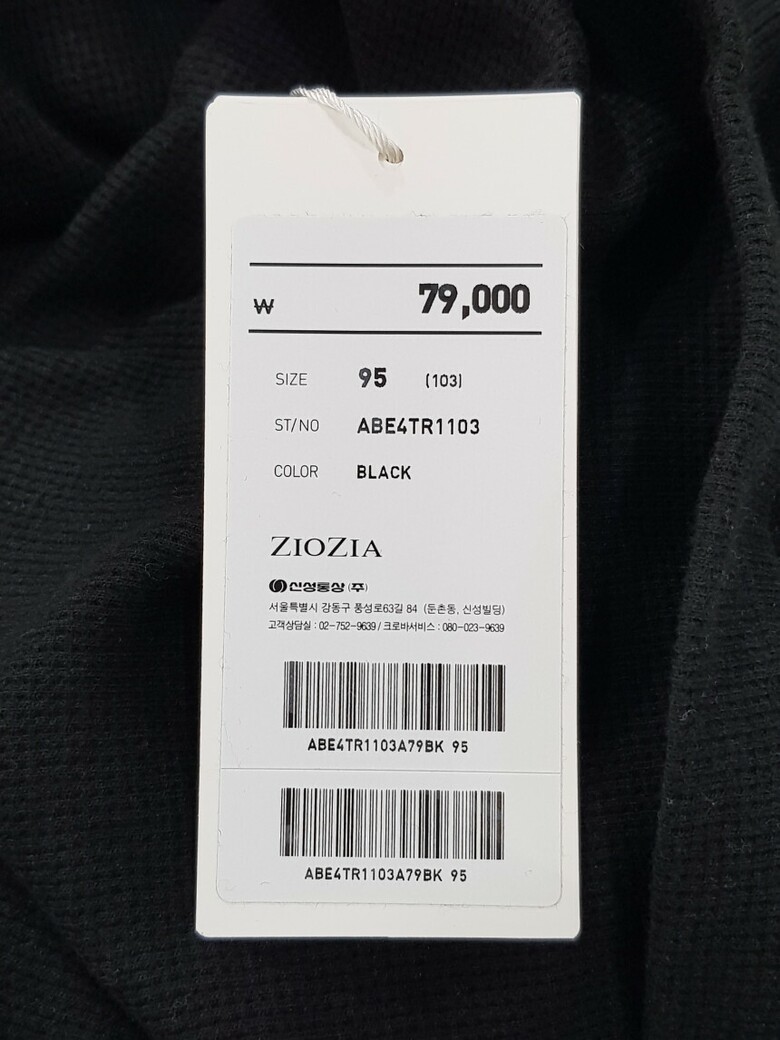 ₩ 79,000
SIZE 95 (103)
ST/NO ABE4TR1103
COLOR BLACK
ZIOZIA
신성통상(주)
서울특별시 강동구 풍성로63길 84 (둔촌동, 신성빌딩)
고객상담실 : 02-752-9639 / 크로바서비스 : 080-023-9639
ABE4TR1103A79BK 95
ABE4TR1103A79BK 95